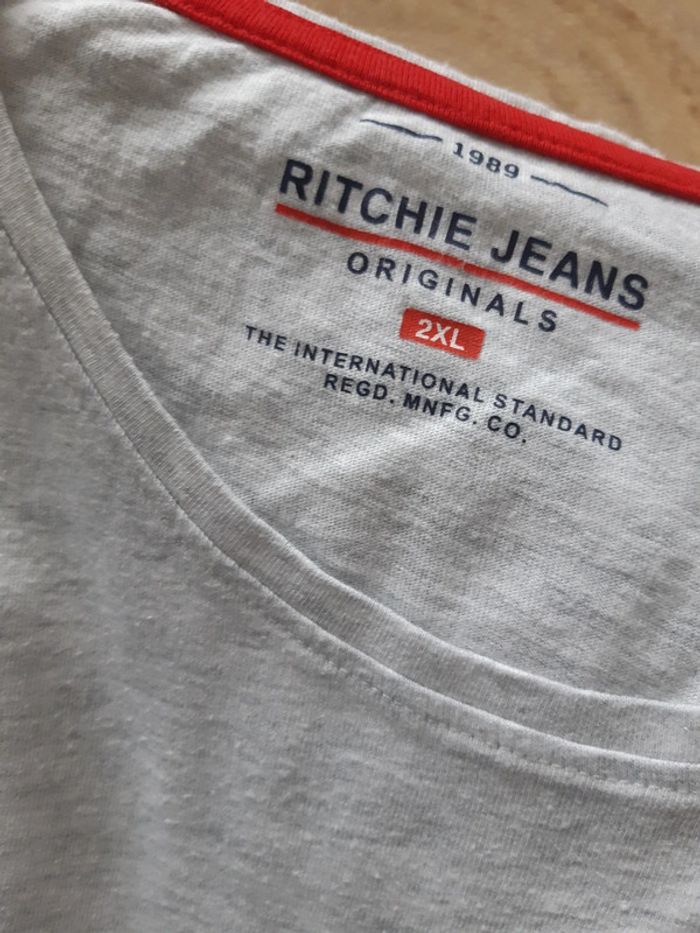 1989
RITCHIE JEANS
ORIGINALS
2XL
THE INTERNATIONAL STANDARD
REGD. MNFG. CO.